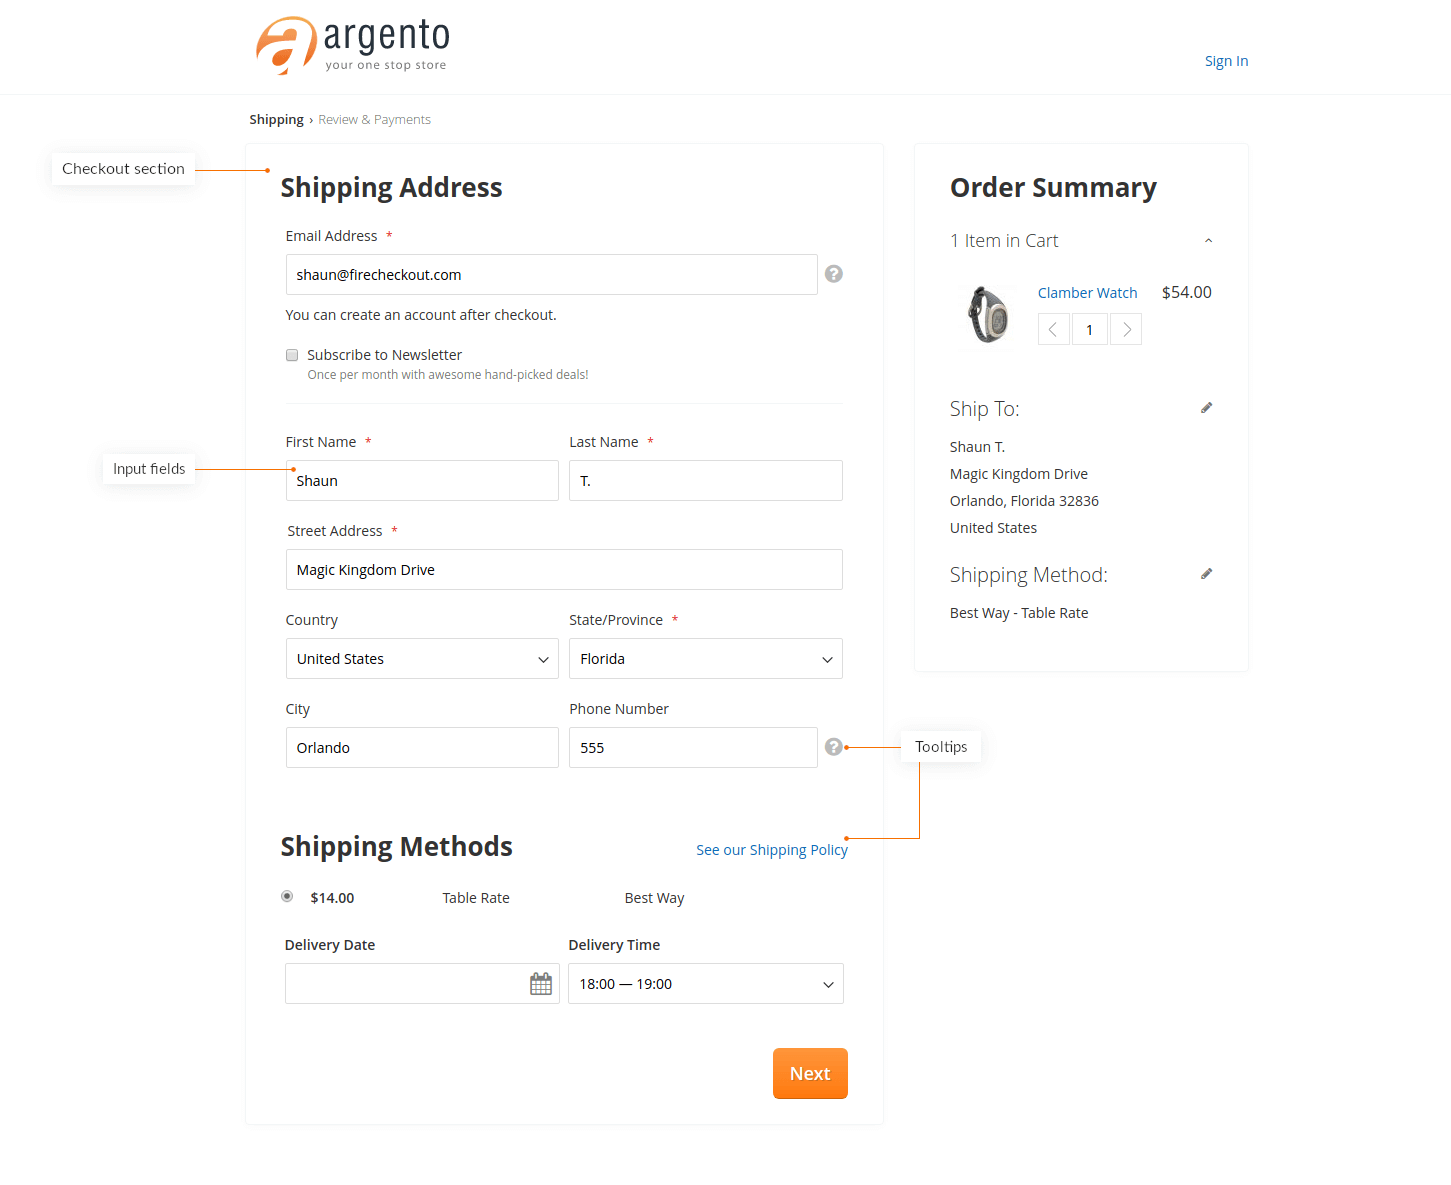 argento
your one stop store
Sign In
Shipping › Review & Payments
Checkout section
Shipping Address
Email Address *
shaun@firecheckout.com
?
You can create an account after checkout.
Subscribe to Newsletter
Once per month with awesome hand-picked deals!
First Name *
Last Name *
Input fields
Shaun
T.
Street Address *
Magic Kingdom Drive
Country
State/Province *
United States
Florida
City
Phone Number
Orlando
555
?
Tooltips
Shipping Methods
See our Shipping Policy
$14.00 Table Rate Best Way
Delivery Date
Delivery Time
18:00 — 19:00
Next
Order Summary
1 Item in Cart
Clamber Watch $54.00
1
Ship To:
Shaun T.
Magic Kingdom Drive
Orlando, Florida 32836
United States
Shipping Method:
Best Way - Table Rate